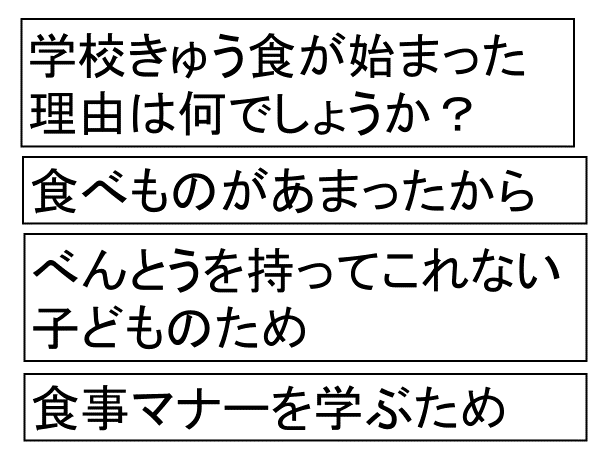 学校きゅう食が始まった
理由は何でしょうか？
食べものがあまったから
べんとうを持ってこれない
子どものため
食事マナーを学ぶため